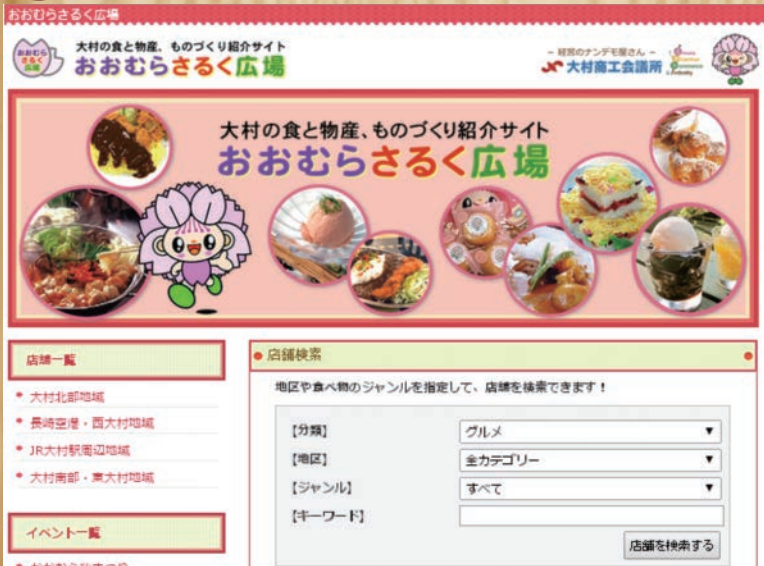 おおむらさるく広場
おおむら
さるく
広場
大村の食と物産、ものづくり紹介サイト
おおむらさるく広場
- 経営のナンデモ屋さん -
大村商工会議所
大村の食と物産、ものづくり紹介サイト
おおむらさるく広場
店舗一覧
大村北部地域
長崎空港・西大村地域
JR大村駅周辺地域
大村南部・東大村地域
イベント一覧
店舗検索
地区や食べ物のジャンルを指定して、店舗を検索できます!
【分類】 グルメ
【地区】 全カテゴリー
【ジャンル】 すべて
【キーワード】
店舗を検索する